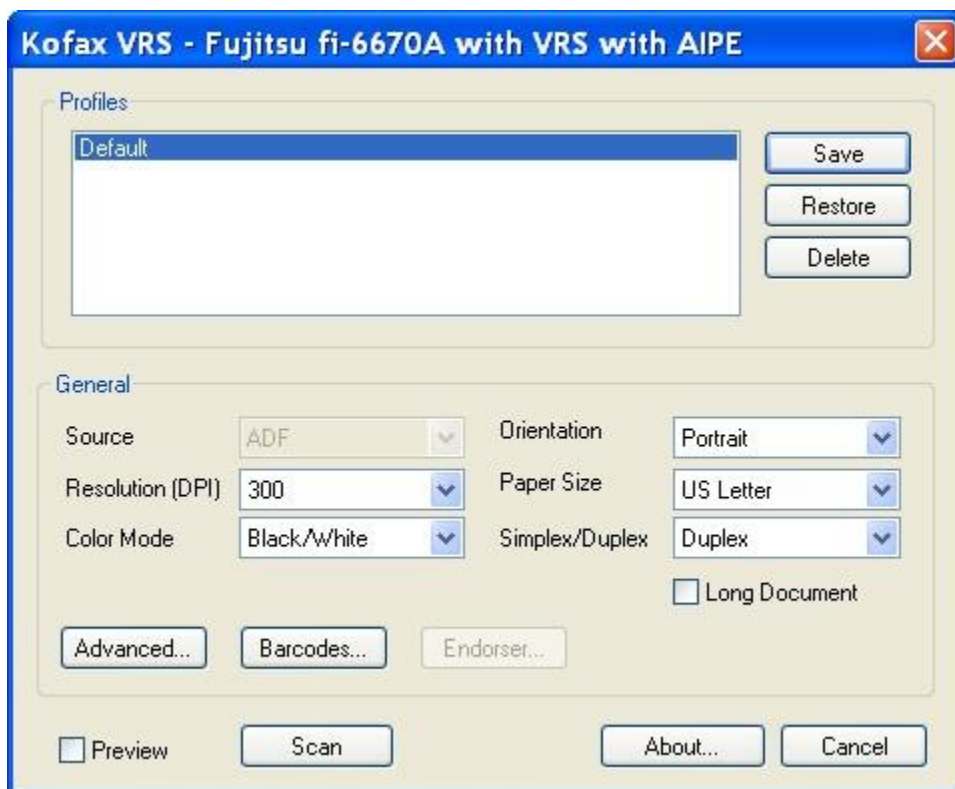 Kofax VRS - Fujitsu fi-6670A with VRS with AIPE
Profiles
Default
Save
Restore
Delete
General
Source ADF Orientation Portrait
Resolution (DPI) 300 Paper Size US Letter
Color Mode Black/White Simplex/Duplex Duplex
Long Document
Advanced... Barcodes... Endorser...
Preview Scan About... Cancel